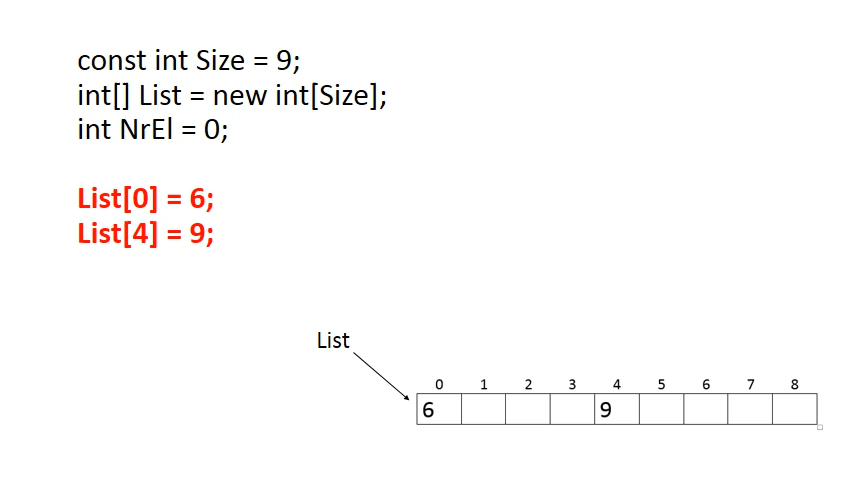 const int Size = 9;
int[] List = new int[Size];
int NrEl = 0;
List[0] = 6;
List[4] = 9;
List
0 1 2 3 4 5 6 7 8
6 9